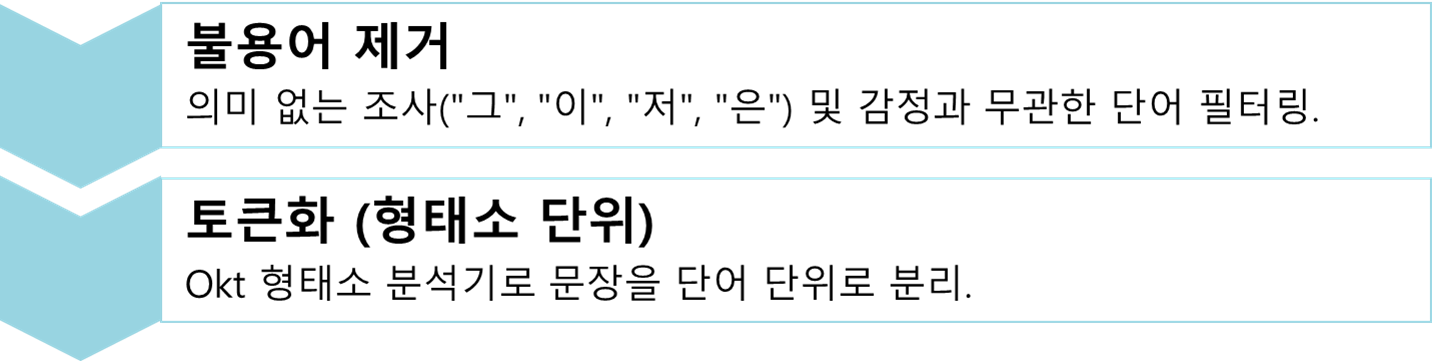 불용어 제거
의미 없는 조사("그", "이", "저", "은") 및 감정과 무관한 단어 필터링.
토큰화 (형태소 단위)
Okt 형태소 분석기로 문장을 단어 단위로 분리.